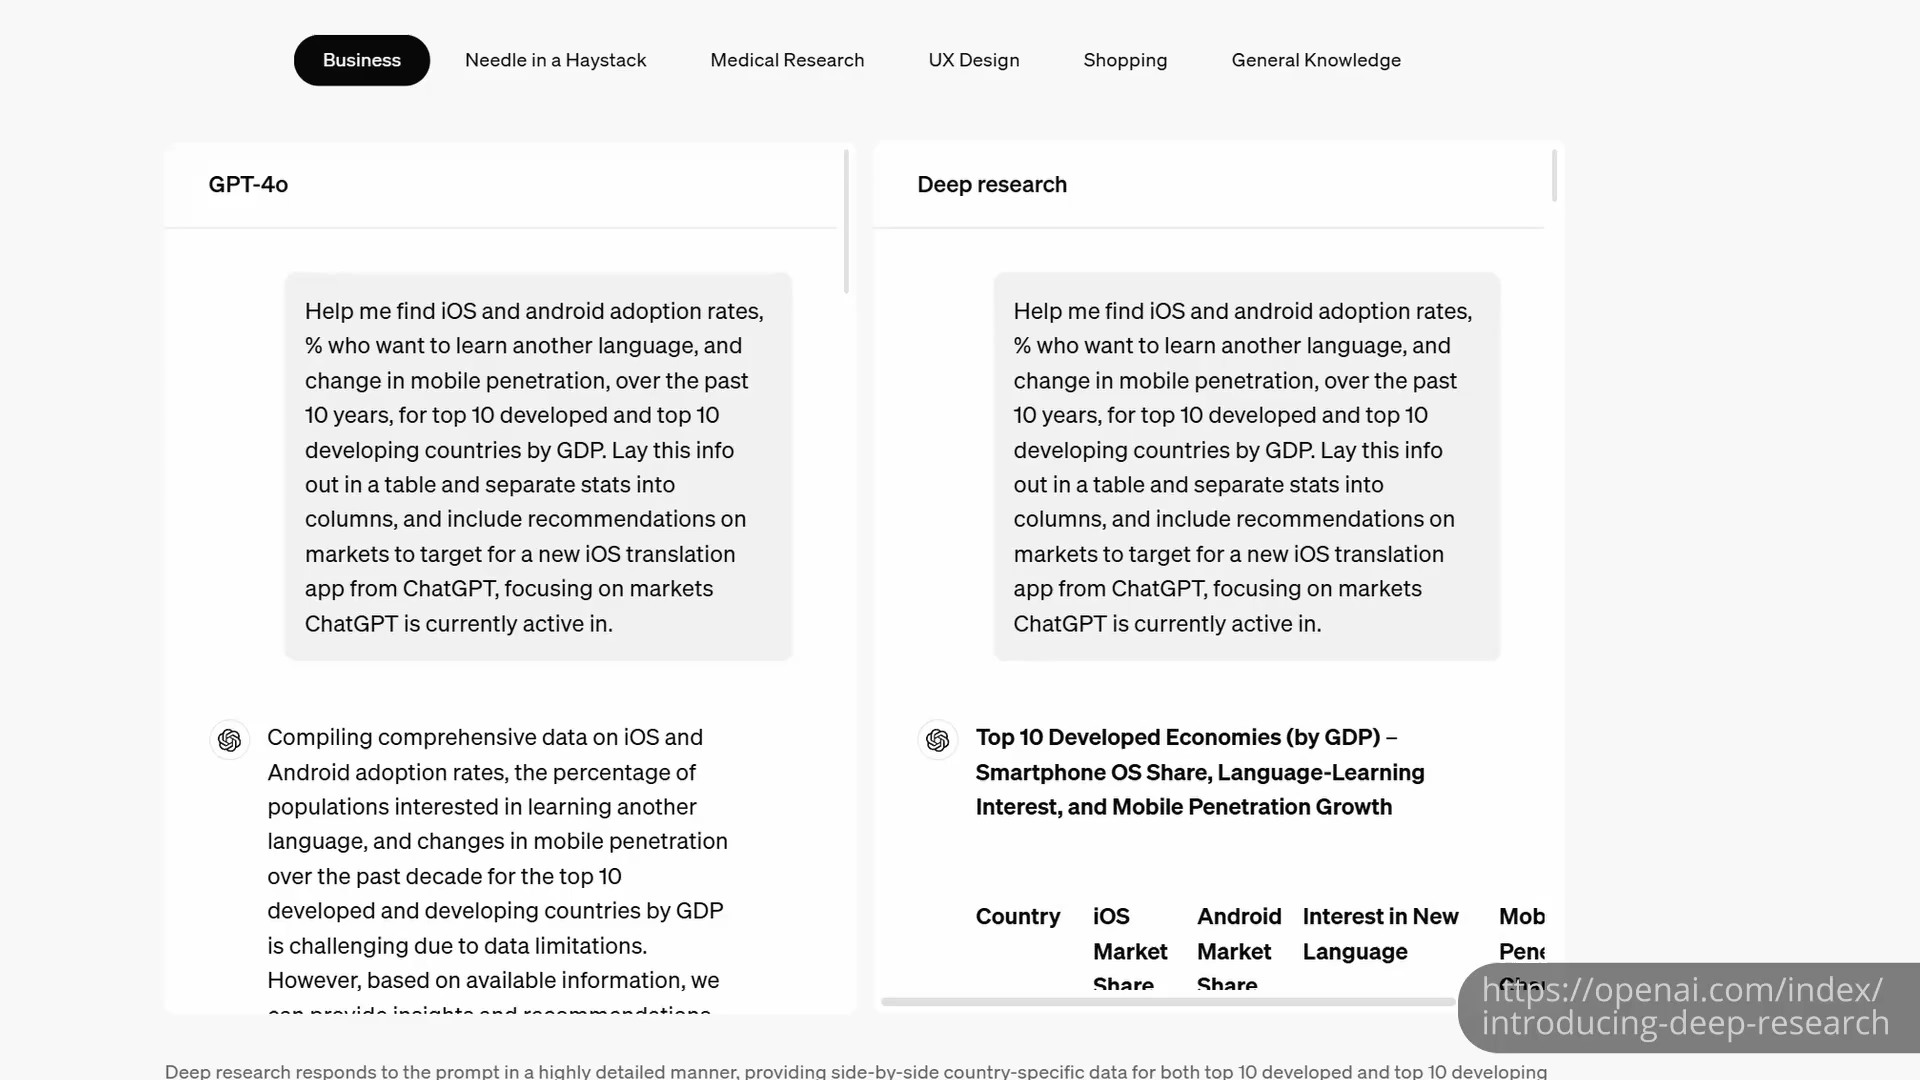 Business
Needle in a Haystack
Medical Research
UX Design
Shopping
General Knowledge
GPT-4o
Help me find iOS and android adoption rates,
% who want to learn another language, and
change in mobile penetration, over the past
10 years, for top 10 developed and top 10
developing countries by GDP. Lay this info
out in a table and separate stats into
columns, and include recommendations on
markets to target for a new iOS translation
app from ChatGPT, focusing on markets
ChatGPT is currently active in.
Compiling comprehensive data on iOS and
Android adoption rates, the percentage of
populations interested in learning another
language, and changes in mobile penetration
over the past decade for the top 10
developed and developing countries by GDP
is challenging due to data limitations.
However, based on available information, we
can provide insights and recommendations
Deep research
Help me find iOS and android adoption rates,
% who want to learn another language, and
change in mobile penetration, over the past
10 years, for top 10 developed and top 10
developing countries by GDP. Lay this info
out in a table and separate stats into
columns, and include recommendations on
markets to target for a new iOS translation
app from ChatGPT, focusing on markets
ChatGPT is currently active in.
Top 10 Developed Economies (by GDP) –
Smartphone OS Share, Language-Learning
Interest, and Mobile Penetration Growth
Country iOS Android Interest in New Mob
Market Market Language Pene
Share Share Cha
https://openai.com/index/
introducing-deep-research
Deep research responds to the prompt in a highly detailed manner, providing side-by-side country-specific data for both top 10 developed and top 10 developing